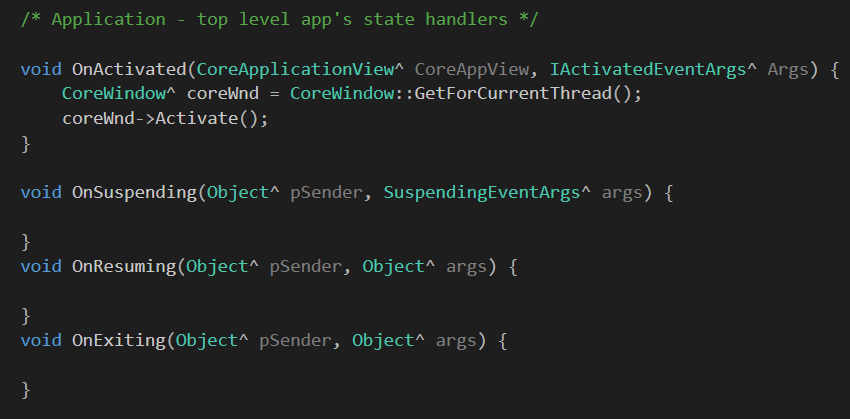 /* Application - top level app's state handlers */
void OnActivated(CoreApplicationView^ CoreAppView, IActivatedEventArgs^ Args) {
    CoreWindow^ coreWnd = CoreWindow::GetForCurrentThread();
    coreWnd->Activate();
}
void OnSuspending(Object^ pSender, SuspendingEventArgs^ args) {
}
void OnResuming(Object^ pSender, Object^ args) {
}
void OnExiting(Object^ pSender, Object^ args) {
}